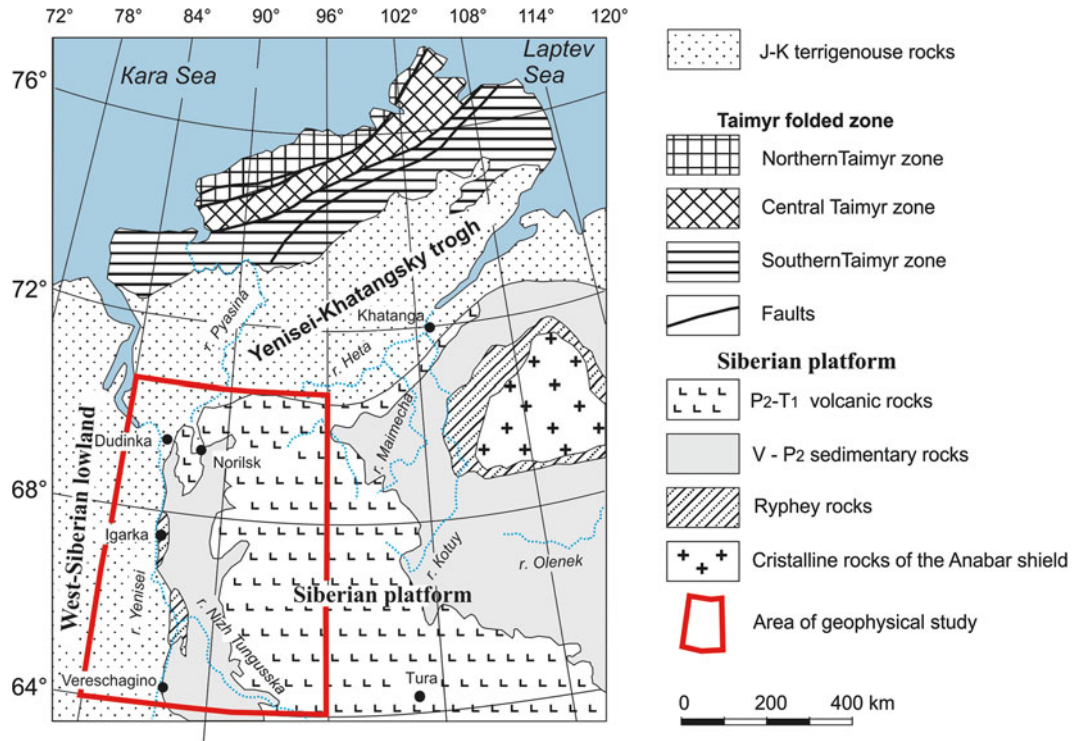 72° 78° 84° 90° 96° 102° 108° 114° 120°
76°
72°
68°
64°
Kara Sea
Laptev
Sea
Yenisei-Khatangsky trogh
r. Pyasina
Khatanga
r. Heta
r. Maimecha
Dudinka
Norilsk
West-Siberian lowland
Igarka
r. Yenisei
r. Kotuy
r. Olenek
Siberian platform
r. Nizh Tungusska
Vereschagino
Tura
J-K terrigenouse rocks
Taimyr folded zone
NorthernTaimyr zone
Central Taimyr zone
SouthernTaimyr zone
Faults
Siberian platform
P2-T1 volcanic rocks
V - P2 sedimentary rocks
Ryphey rocks
Cristalline rocks of the Anabar shield
Area of geophysical study
0 200 400 km